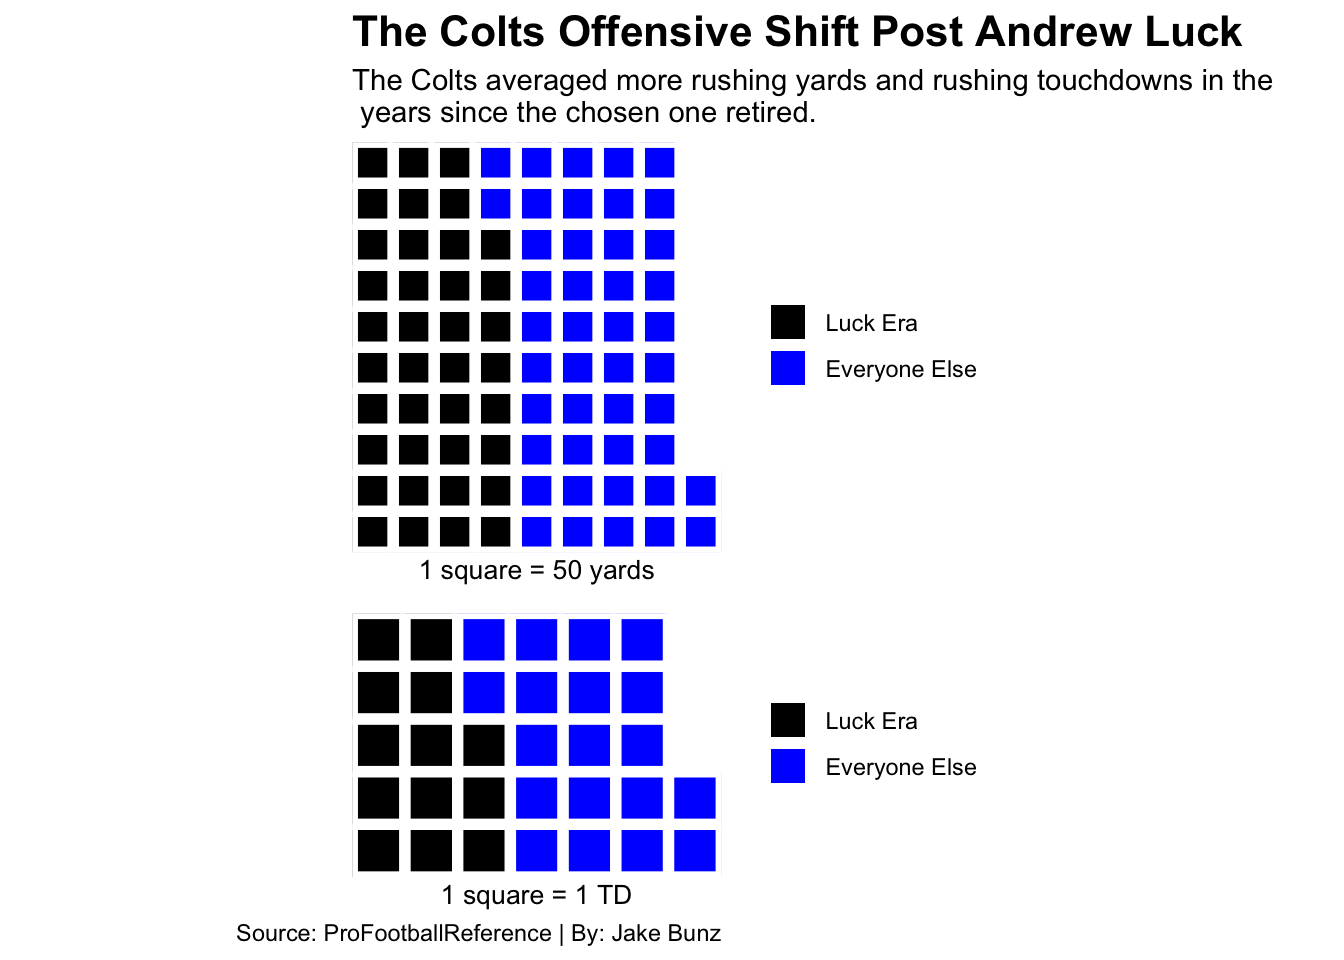 The Colts Offensive Shift Post Andrew Luck
The Colts averaged more rushing yards and rushing touchdowns in the
years since the chosen one retired.
Luck Era
Everyone Else
1 square = 50 yards
Luck Era
Everyone Else
1 square = 1 TD
Source: ProFootballReference | By: Jake Bunz